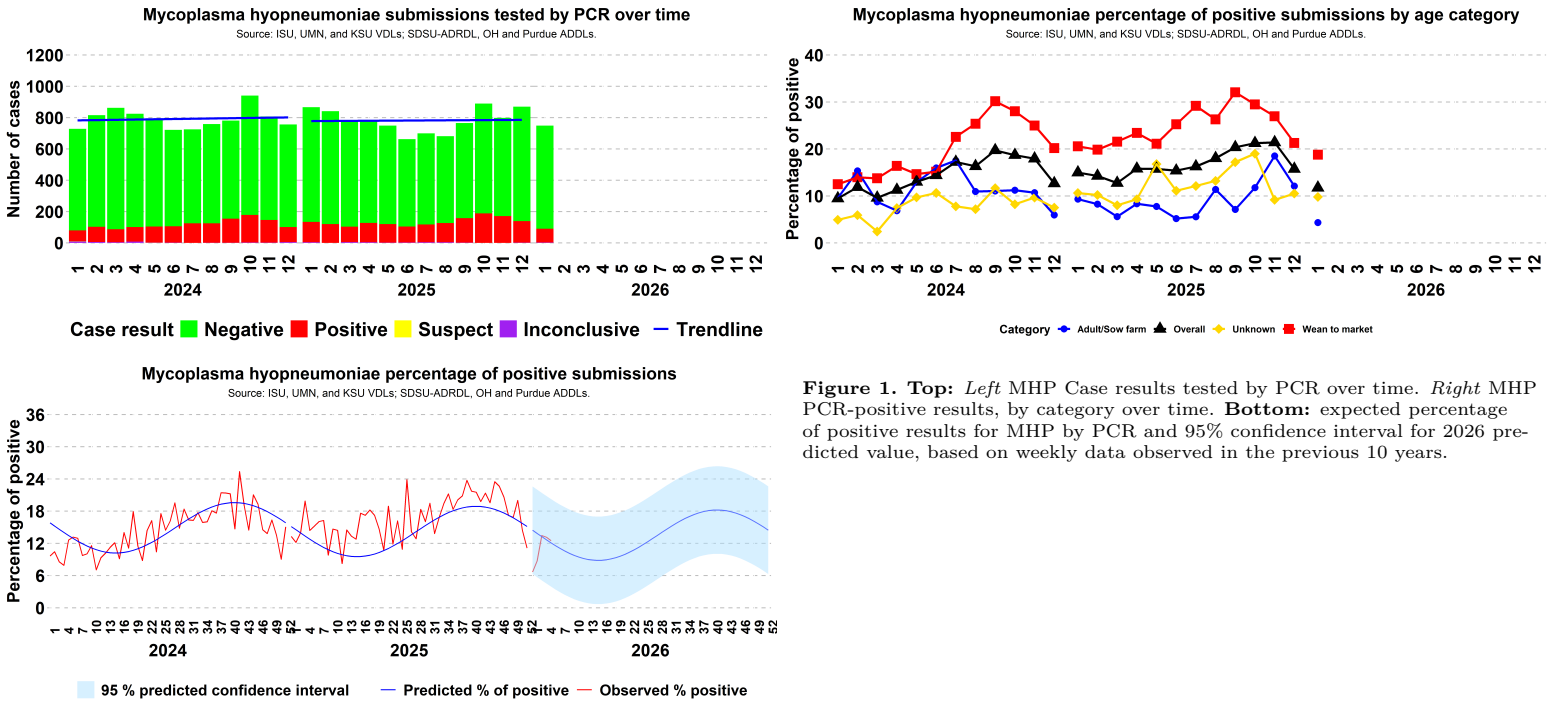 Mycoplasma hyopneumoniae submissions tested by PCR over time
Source: ISU, UMN, and KSU VDLs; SDSU-ADRDL, OH and Purdue ADDLs.
Number of cases
1200
1000
800
600
400
200
0
1 2 3 4 5 6 7 8 9 10 11 12 1 2 3 4 5 6 7 8 9 10 11 12 1 2 3 4 5 6 7 8 9 10 11 12
2024 2025 2026
Case result Negative Positive Suspect Inconclusive Trendline
Mycoplasma hyopneumoniae percentage of positive submissions by age category
Source: ISU, UMN, and KSU VDLs; SDSU-ADRDL, OH and Purdue ADDLs.
Percentage of positive
40
30
20
10
0
1 2 3 4 5 6 7 8 9 10 11 12 1 2 3 4 5 6 7 8 9 10 11 12 1 2 3 4 5 6 7 8 9 10 11 12
2024 2025 2026
Category Adult/Sow farm Overall Unknown Wean to market
Mycoplasma hyopneumoniae percentage of positive submissions
Source: ISU, UMN, and KSU VDLs; SDSU-ADRDL, OH and Purdue ADDLs.
Percentage of positive
36
30
24
18
12
6
0
1 4 7 10 13 16 19 22 25 28 31 34 37 40 43 46 49 52 1 4 7 10 13 16 19 22 25 28 31 34 37 40 43 46 49 52 1 4 7 10 13 16 19 22 25 28 31 34 37 40 43 46 49 52
2024 2025 2026
95 % predicted confidence interval Predicted % of positive Observed % positive
Figure 1. Top: Left MHP Case results tested by PCR over time. Right MHP
PCR-positive results, by category over time. Bottom: expected percentage
of positive results for MHP by PCR and 95% confidence interval for 2026 pre-
dicted value, based on weekly data observed in the previous 10 years.